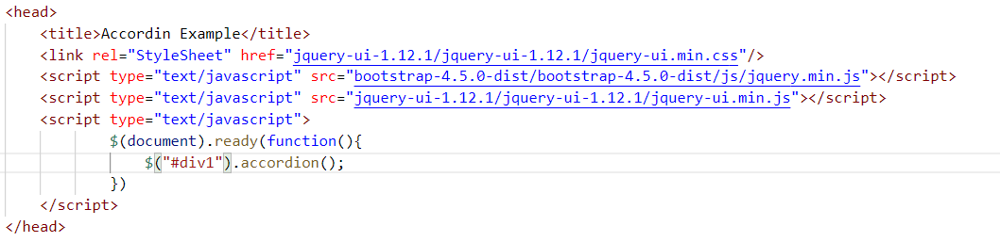 <head>
<title>Accordin Example</title>
<link rel="StyleSheet" href="jquery-ui-1.12.1/jquery-ui-1.12.1/jquery-ui.min.css"/>
<script type="text/javascript" src="bootstrap-4.5.0-dist/bootstrap-4.5.0-dist/js/jquery.min.js"></script>
<script type="text/javascript" src="jquery-ui-1.12.1/jquery-ui-1.12.1/jquery-ui.min.js"></script>
<script type="text/javascript">
$(document).ready(function(){
$("#div1").accordion();
})
</script>
</head>